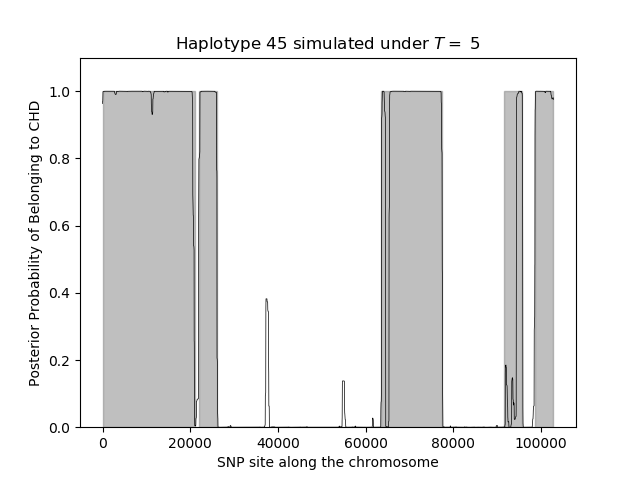 Haplotype 45 simulated under T = 5
Posterior Probability of Belonging to CHD
1.0
0.8
0.6
0.4
0.2
0.0
0 20000 40000 60000 80000 100000
SNP site along the chromosome